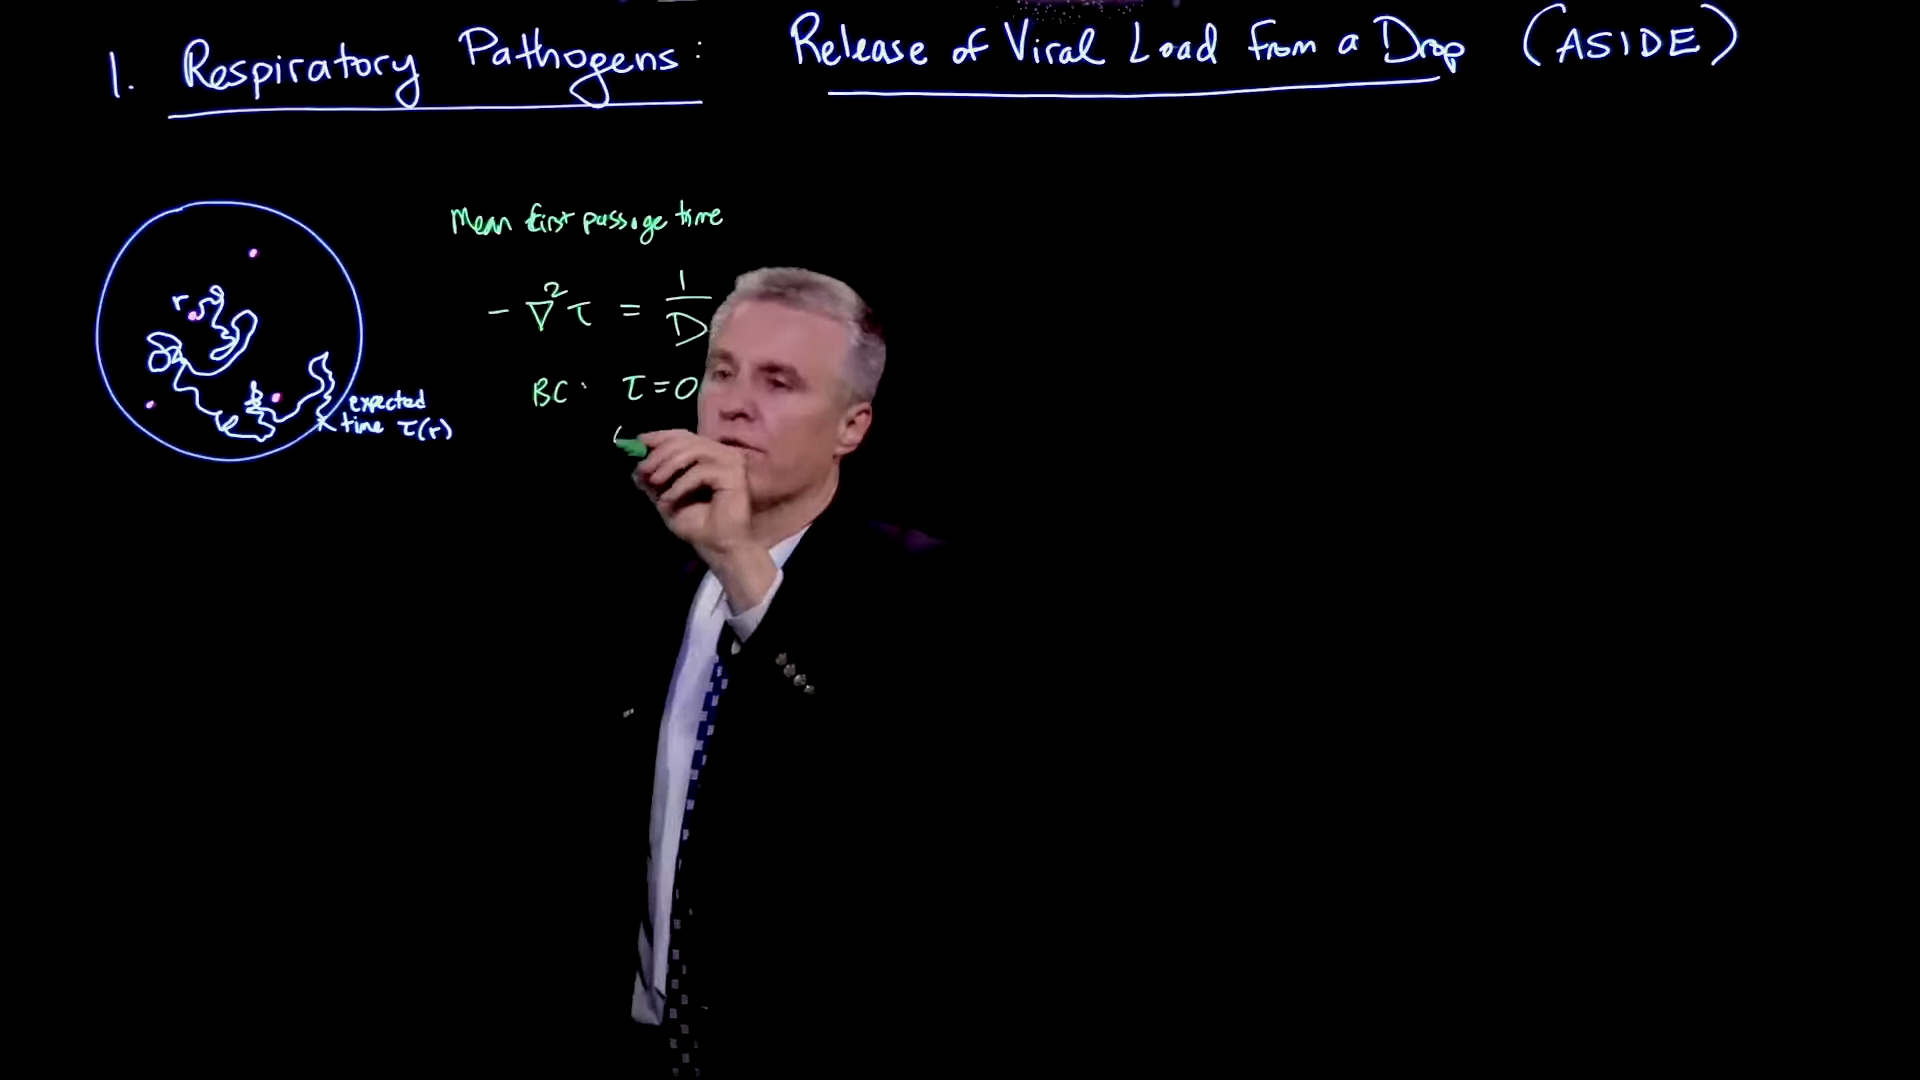 1. Respiratory Pathogens: Release of Viral Load from a Drop (ASIDE)
Mean first passage time
- ∇²τ = 1/D
BC: τ=0
r
expected
time τ(r)